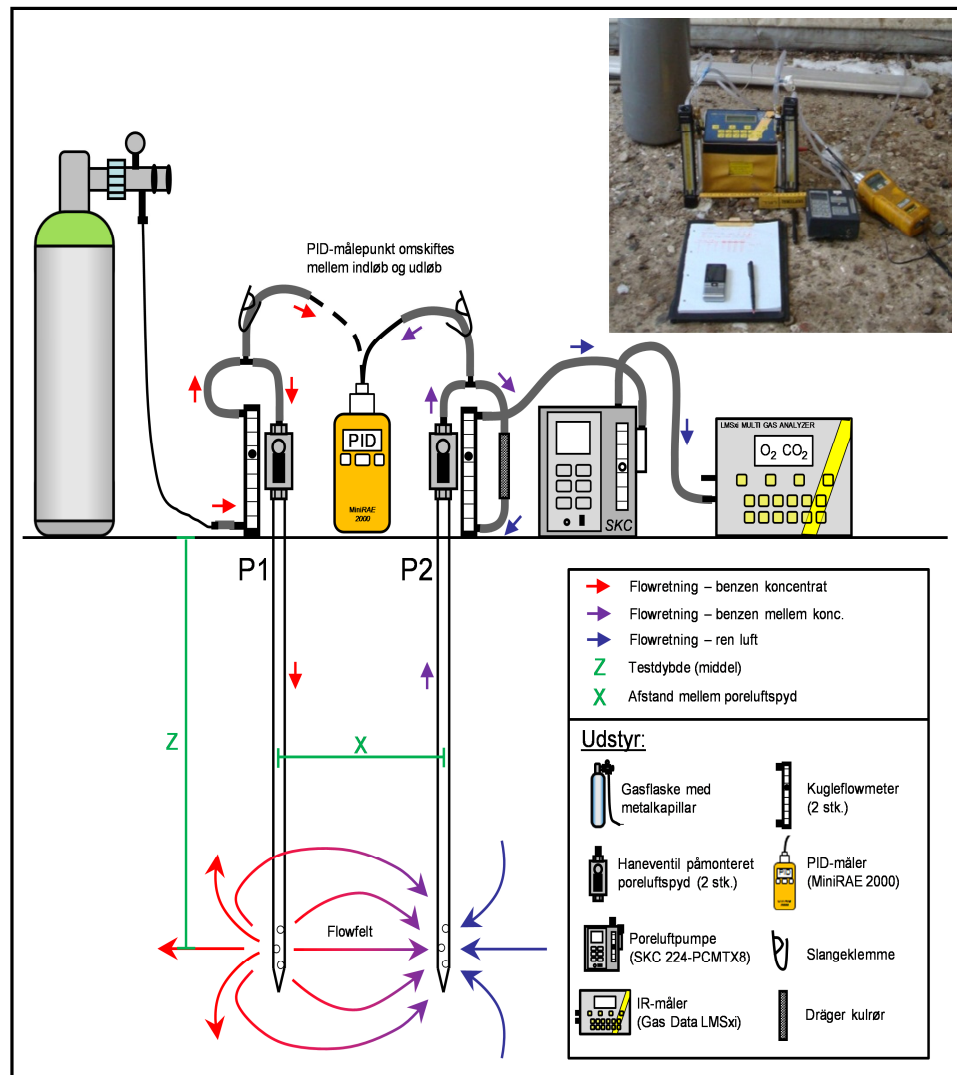 PID-målepunkt omskiftes
mellem indløb og udløb
PID
MiniRAE
2000
SKC
LMSxi MULTI GAS ANALYZER
O2 CO2
P1
P2
Z
X
Flowfelt
Flowretning – benzen koncentrat
Flowretning – benzen mellem konc.
Flowretning – ren luft
Z Testdybde (middel)
X Afstand mellem poreluftspyd
Udstyr:
Gasflaske med
metalkapillar
Kugleflowmeter
(2 stk.)
Haneventil påmonteret
poreluftspyd (2 stk.)
PID-måler
(MiniRAE 2000)
Poreluftpumpe
(SKC 224-PCMTX8)
Slangeklemme
IR-måler
(Gas Data LMSxi)
Dräger kulrør